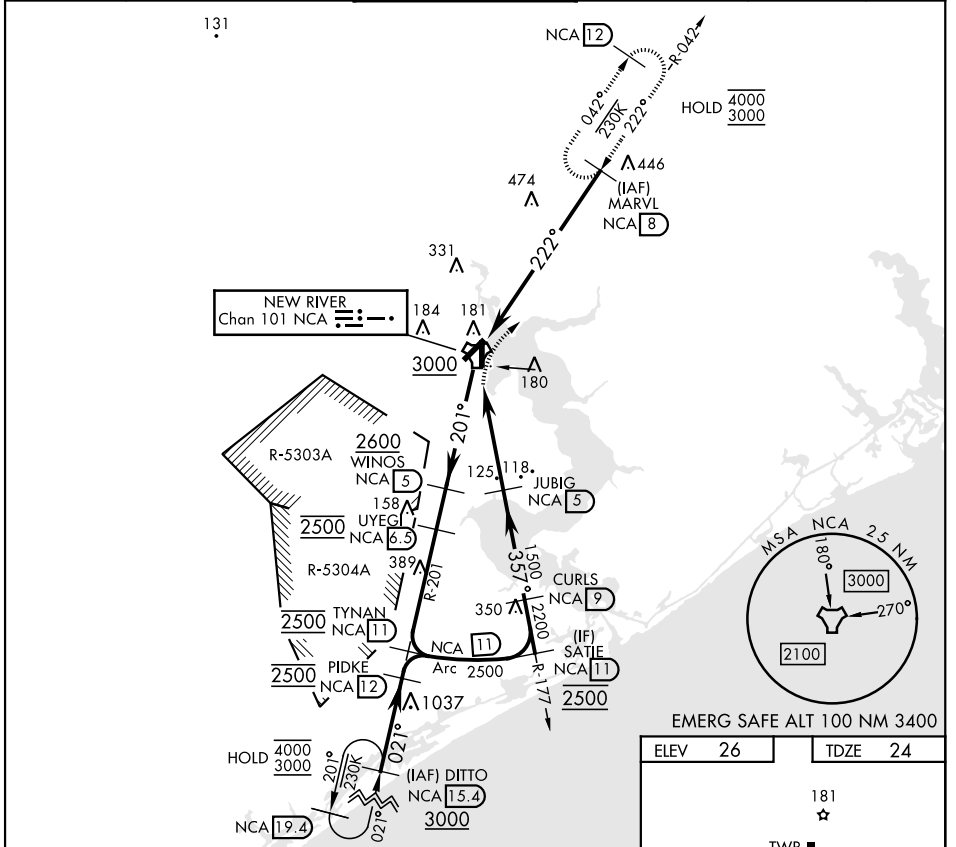 131
NCA 12
R-042
042°
230K
222°
HOLD 4000
3000
446
(IAF)
MARVL
NCA 8
474
222°
331
NEW RIVER
Chan 101 NCA
184
181
3000
180
201°
R-5303A
2600
WINOS
NCA 5
125
118
JUBIG
NCA 5
158
2500
UYEG
NCA 6.5
R-5304A
389
R-201
1500
357°
CURLS
NCA 9
350
2200
2500
TYNAN
NCA 11
NCA 11
Arc 2500
(IF)
SATIE
NCA 11
2500
R-177
2500
PIDKE
NCA 12
1037
021°
HOLD 4000
3000
201°
230K
021°
(IAF) DITTO
NCA 15.4
3000
NCA 19.4
MSA NCA 25 NM
180°
3000
270°
2100
EMERG SAFE ALT 100 NM 3400
ELEV 26
TDZE 24
181
TWR